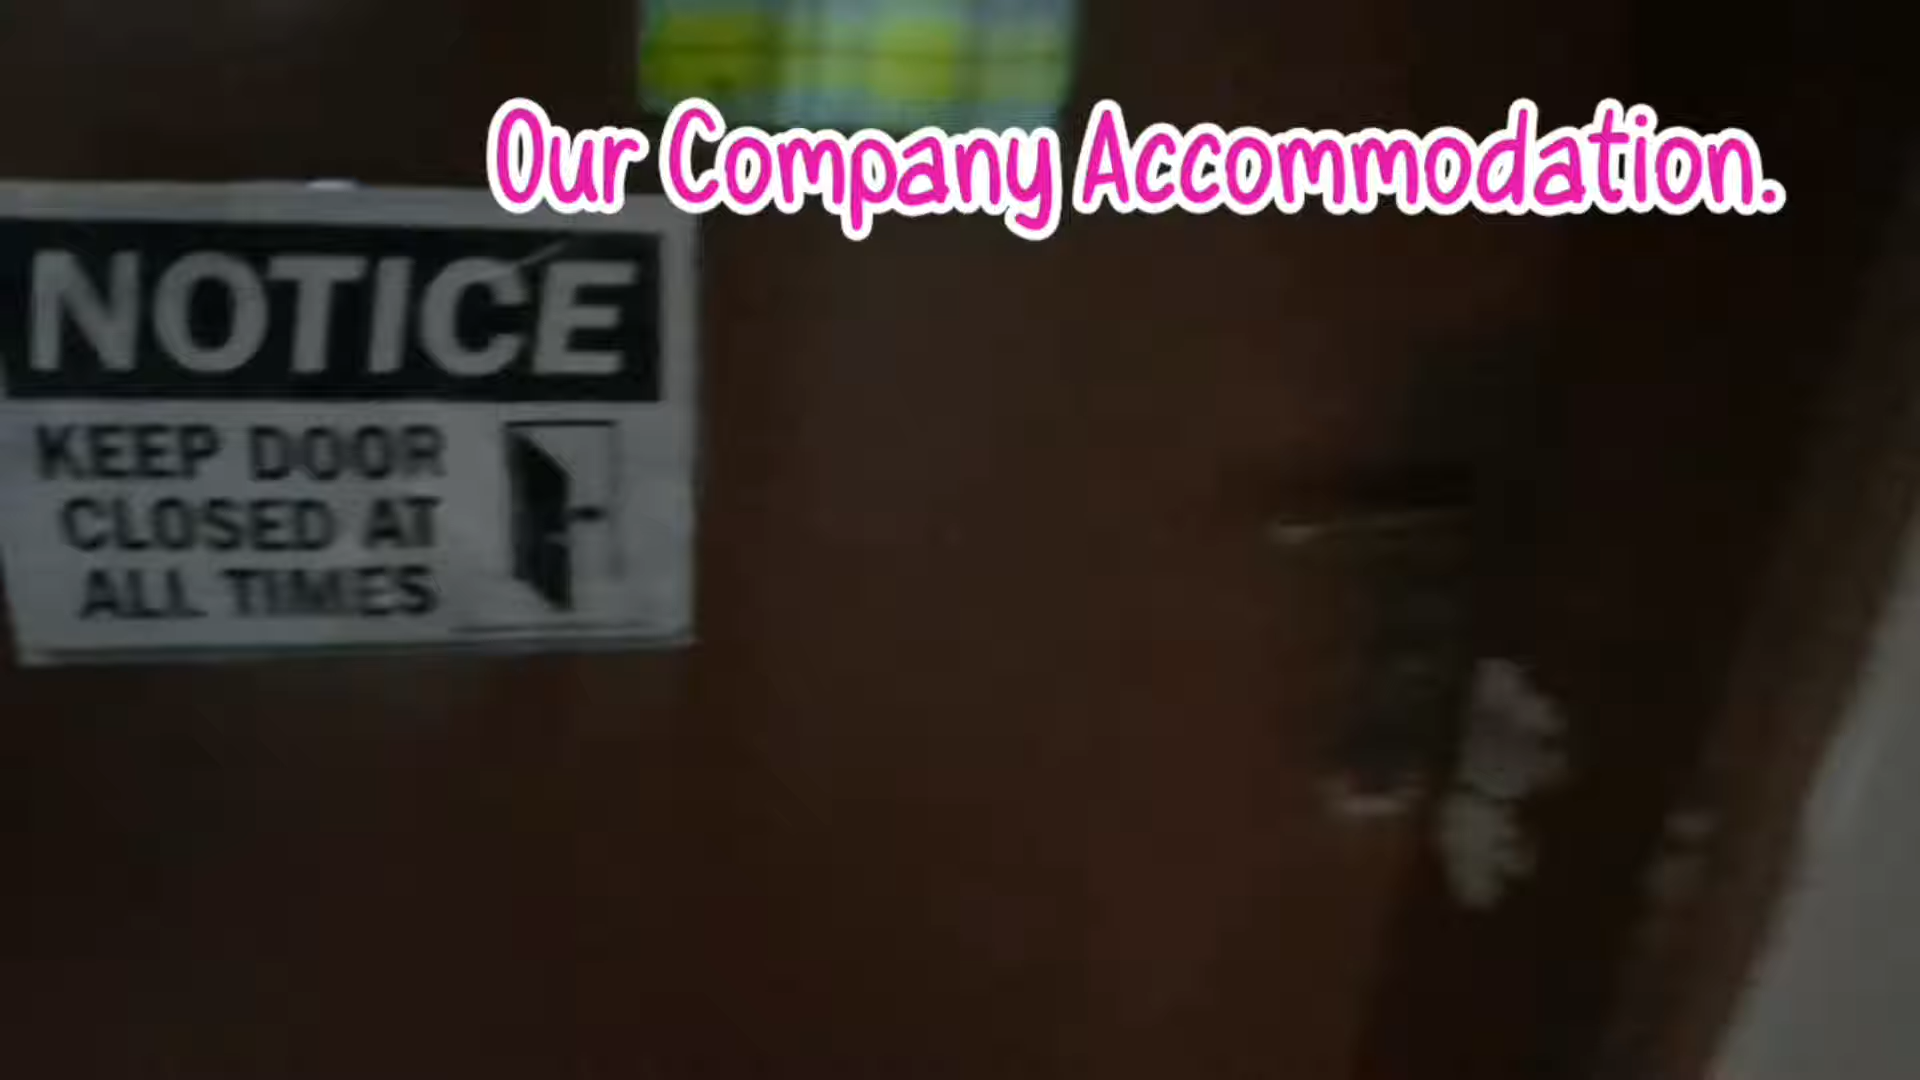 Our Company Accommodation.
NOTICE
KEEP DOOR
CLOSED AT
ALL TIMES